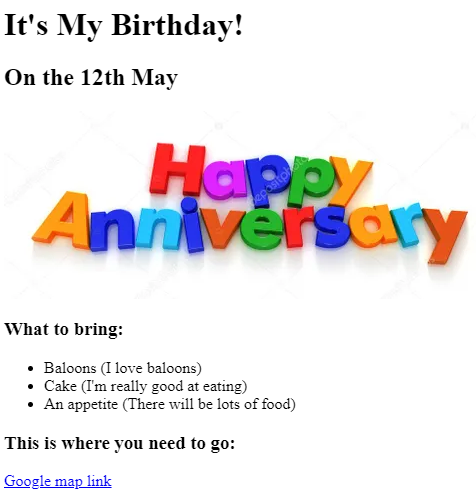 It's My Birthday!
On the 12th May
Happy
Anniversary
What to bring:
Baloons (I love baloons)
Cake (I'm really good at eating)
An appetite (There will be lots of food)
This is where you need to go:
Google map link